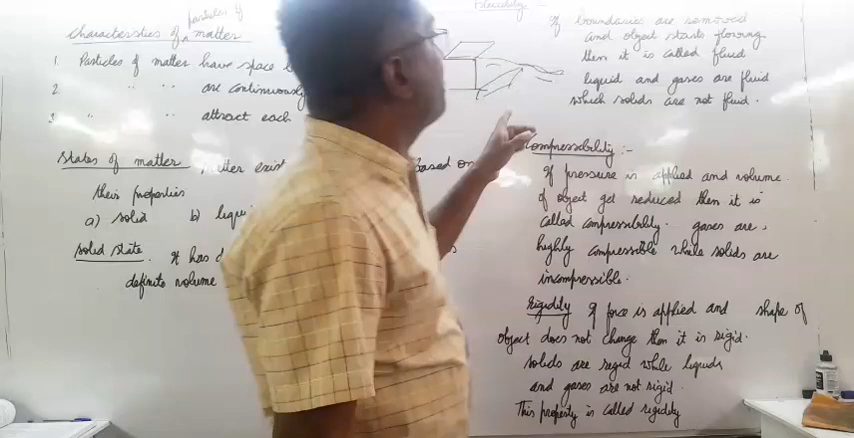 particles of
Characteristics of ^ matter
1. Particles of matter have space
2 " " are continuously
3 " " attract each
States of matter Matter exist based on
their properties
a) solid b)
solid state. It has
definite volume
Fluidity
If boundaries are removed
and object starts flowing
then it is called fluid
liquid and gases are fluid
which solids are not fluid.
Compressibility :-
If pressure is applied and volume
of object get reduced then it is
called compressibility. gases are
highly compressible while solids are
incompressible.
Rigidity If force is applied and shape of
object does not change then it is rigid.
solids are rigid while liquids
and gases are not rigid.
This property is called rigidity